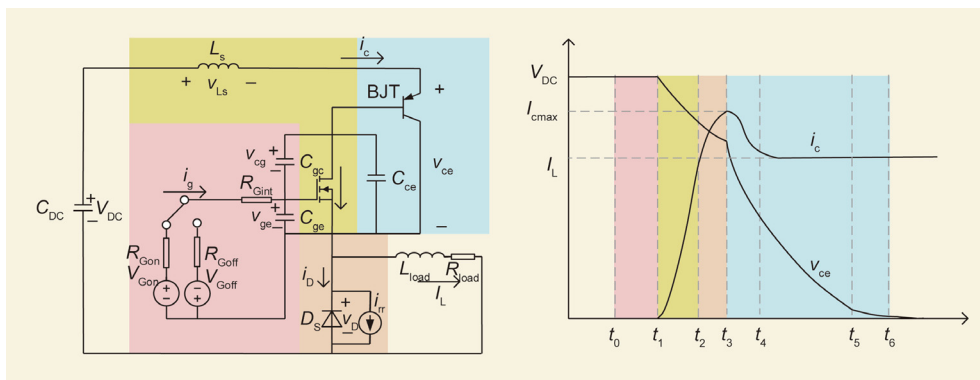 Ls
+ vLs −
ic
BJT
+
vce
−
vcg
+
−
Cgc
Cce
ig
RGint
vge
+
−
Cge
CDC
+
−
VDC
RGon
VGon
+
−
RGoff
VGoff
−
+
iD
Lload
Rload
IL
DS
+
vD
−
irr
VDC
Icmax
IL
ic
vce
t0 t1 t2 t3 t4 t5 t6